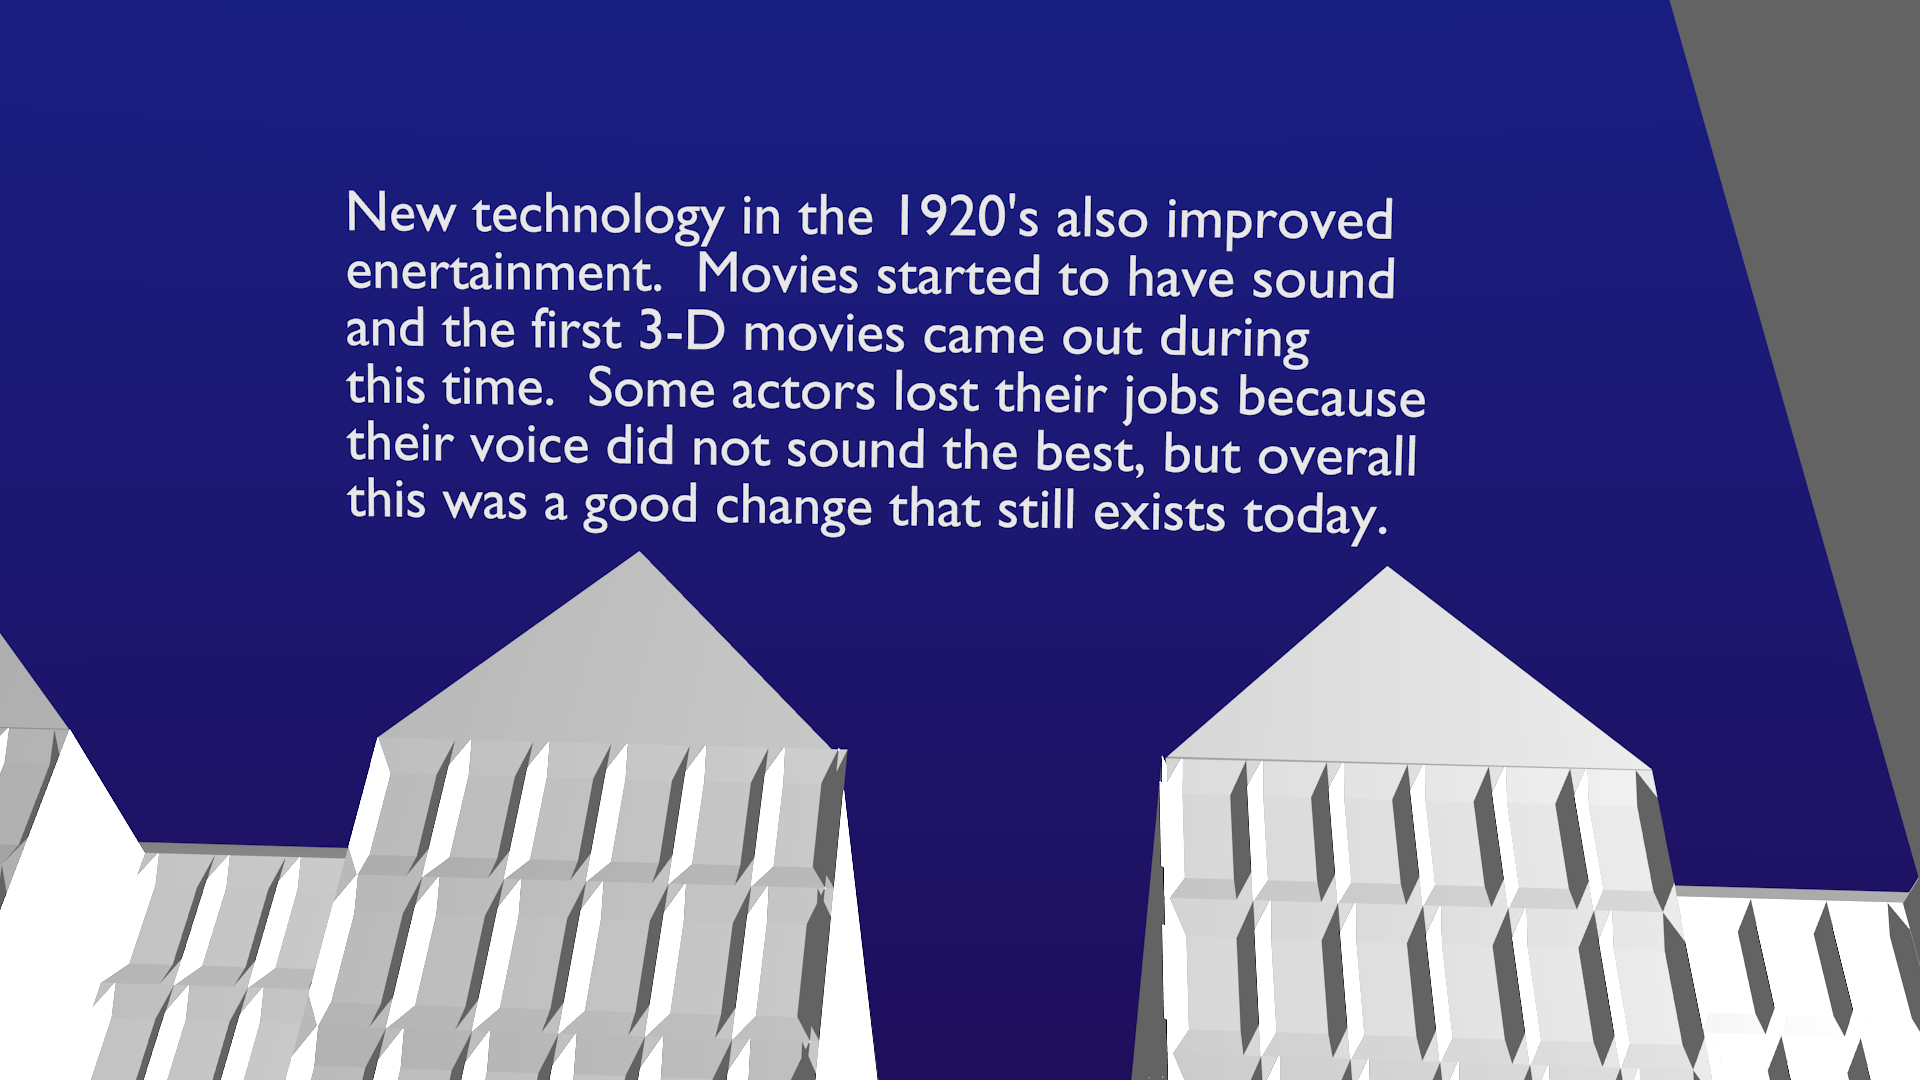 New technology in the 1920's also improved
enertainment.  Movies started to have sound
and the first 3-D movies came out during
this time.  Some actors lost their jobs because
their voice did not sound the best, but overall
this was a good change that still exists today.